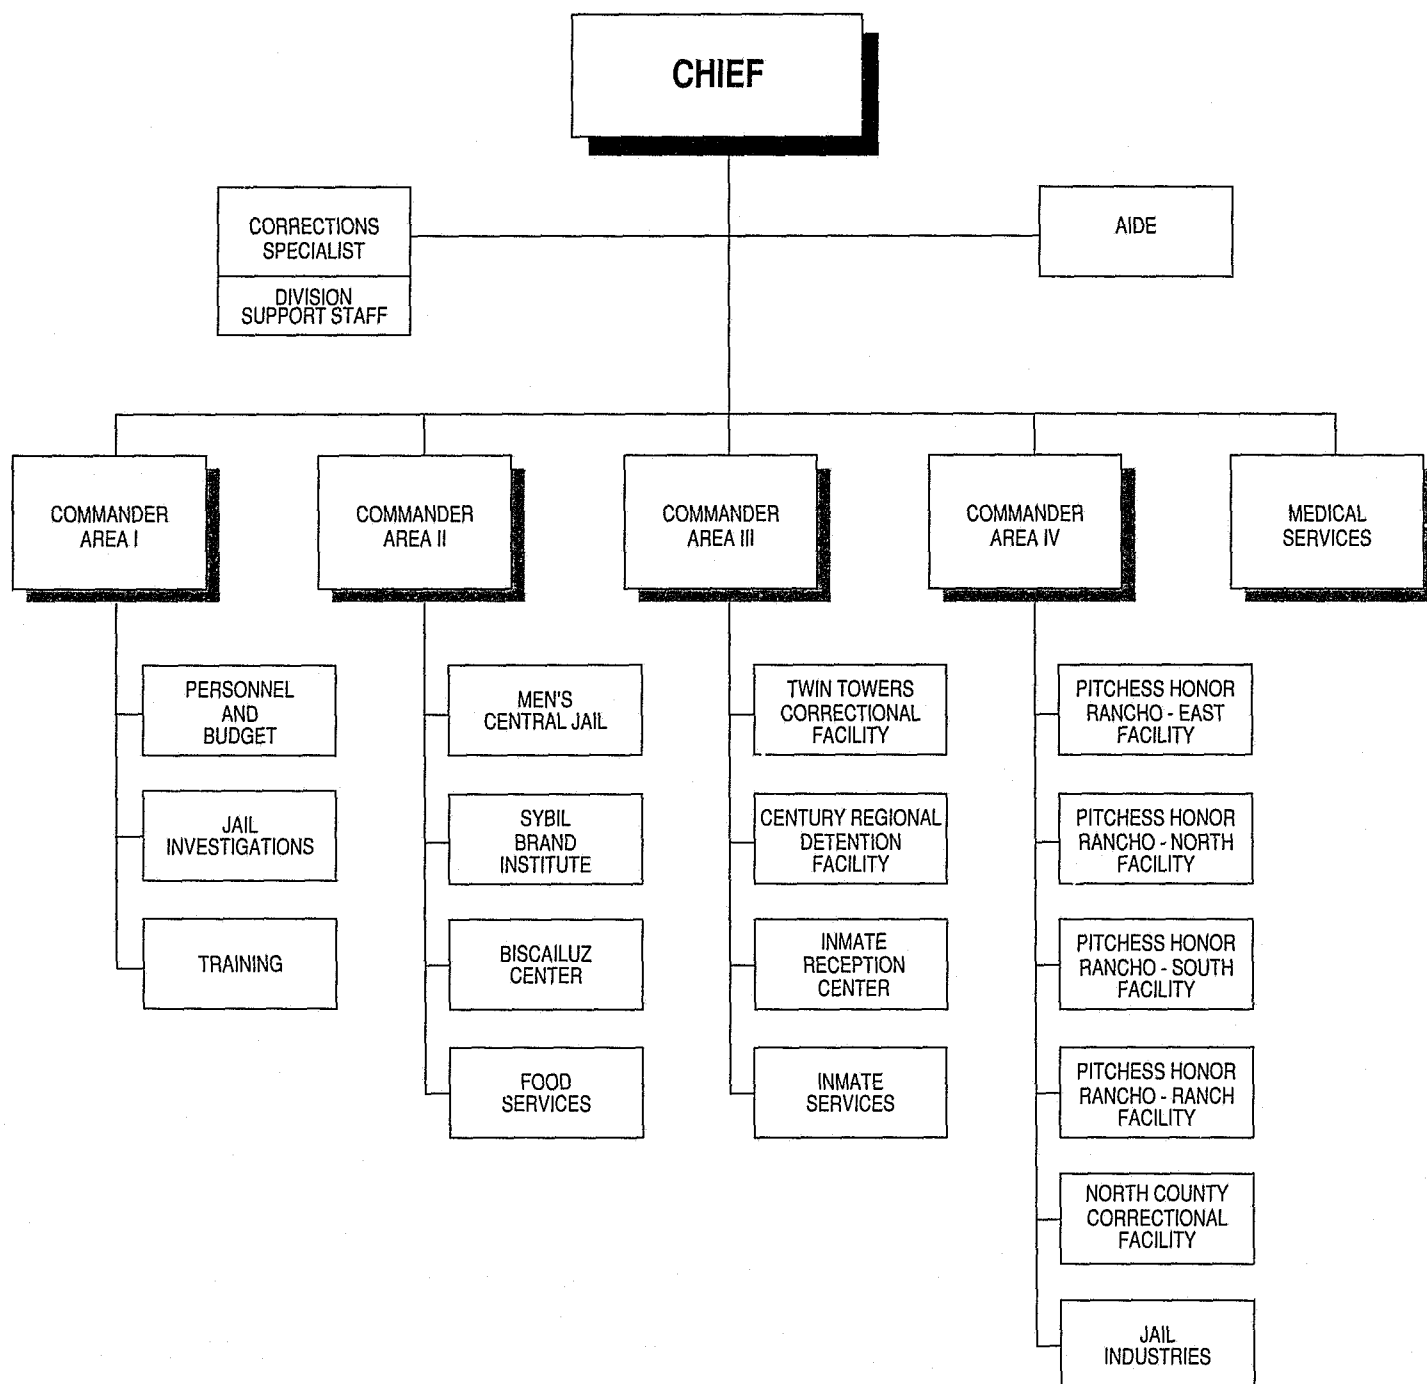 CHIEF
CORRECTIONS
SPECIALIST
DIVISION
SUPPORT STAFF
AIDE
COMMANDER
AREA I
COMMANDER
AREA II
COMMANDER
AREA III
COMMANDER
AREA IV
MEDICAL
SERVICES
PERSONNEL
AND
BUDGET
JAIL
INVESTIGATIONS
TRAINING
MEN'S
CENTRAL JAIL
SYBIL
BRAND
INSTITUTE
BISCAILUZ
CENTER
FOOD
SERVICES
TWIN TOWERS
CORRECTIONAL
FACILITY
CENTURY REGIONAL
DETENTION
FACILITY
INMATE
RECEPTION
CENTER
INMATE
SERVICES
PITCHESS HONOR
RANCHO - EAST
FACILITY
PITCHESS HONOR
RANCHO - NORTH
FACILITY
PITCHESS HONOR
RANCHO - SOUTH
FACILITY
PITCHESS HONOR
RANCHO - RANCH
FACILITY
NORTH COUNTY
CORRECTIONAL
FACILITY
JAIL
INDUSTRIES